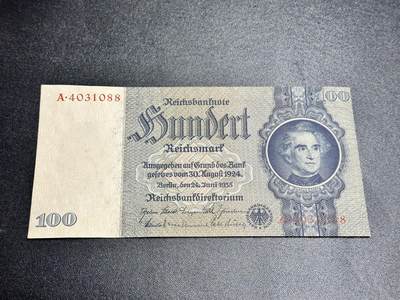 A·4031088
Reichsbanknote
100
Hundert
Reichsmark
Ausgegeben auf Grund des Bank
gesetzes vom 30. August 1924.
Berlin, den 24. Juni 1935
Reichsbankdirektorium
100